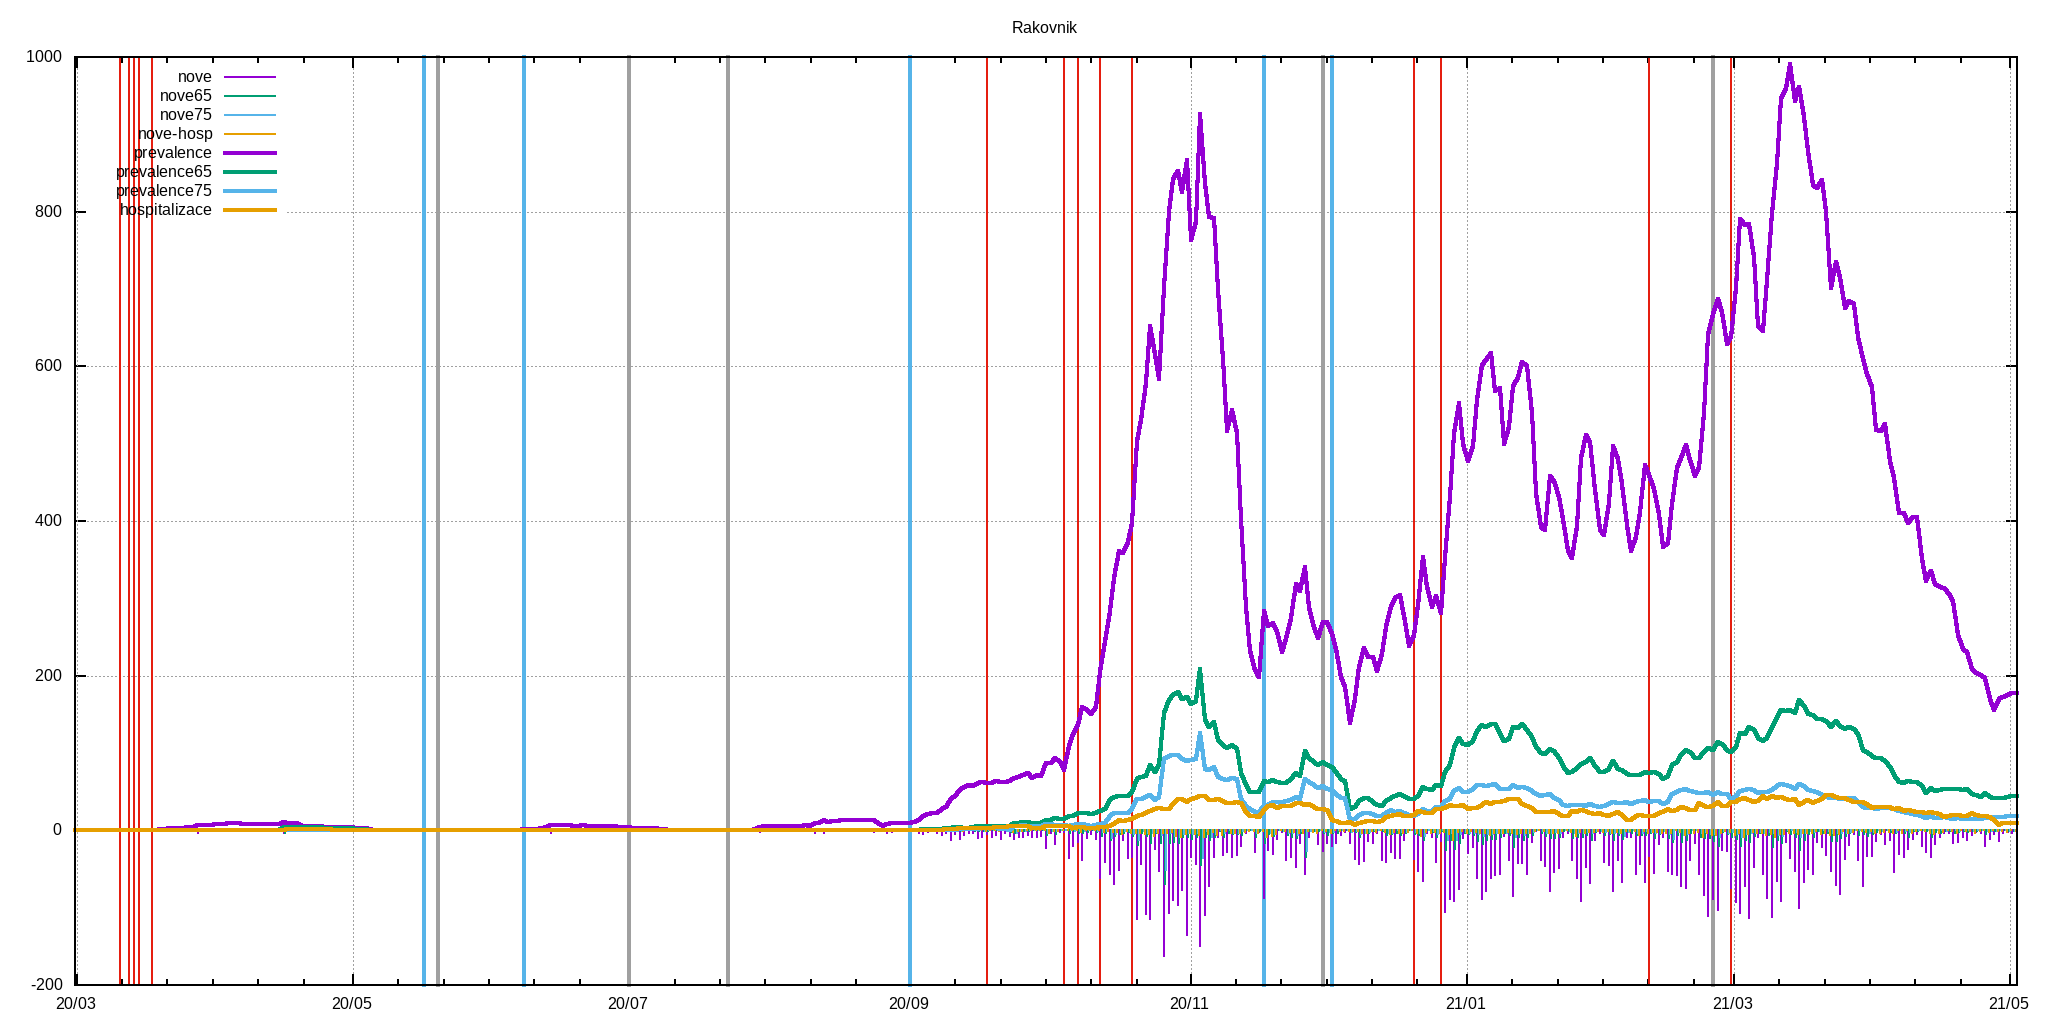 Rakovnik
1000
800
600
400
200
0
-200
nove
nove65
nove75
nove-hosp
prevalence
prevalence65
prevalence75
hospitalizace
20/03 20/05 20/07 20/09 20/11 21/01 21/03 21/05